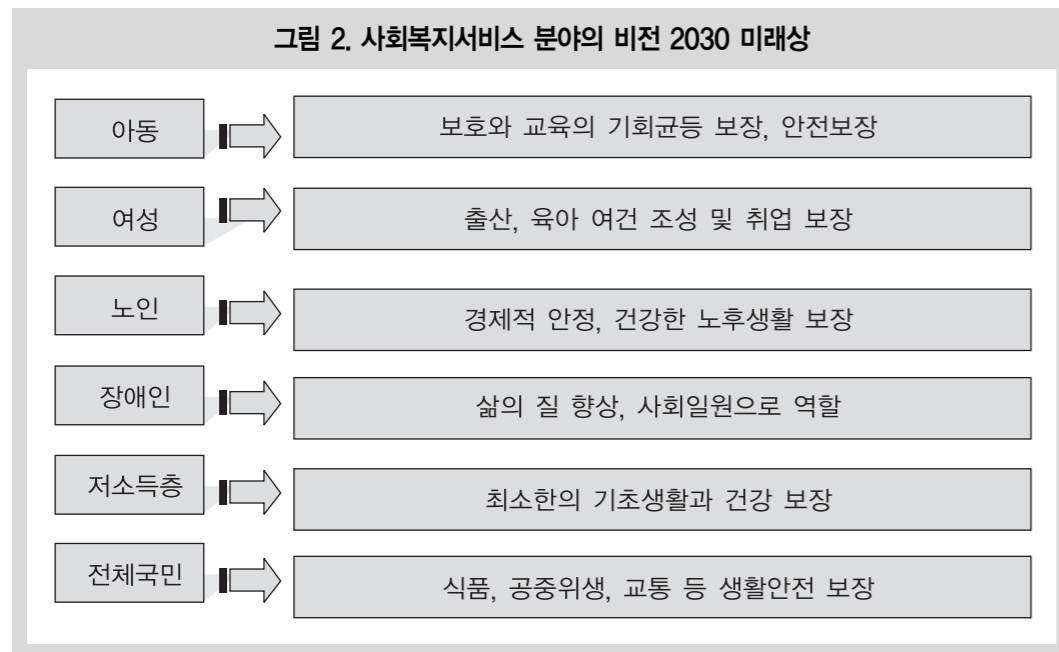 그림 2. 사회복지서비스 분야의 비전 2030 미래상
아동
보호와 교육의 기회균등 보장, 안전보장
여성
출산, 육아 여건 조성 및 취업 보장
노인
경제적 안정, 건강한 노후생활 보장
장애인
삶의 질 향상, 사회일원으로 역할
저소득층
최소한의 기초생활과 건강 보장
전체국민
식품, 공중위생, 교통 등 생활안전 보장